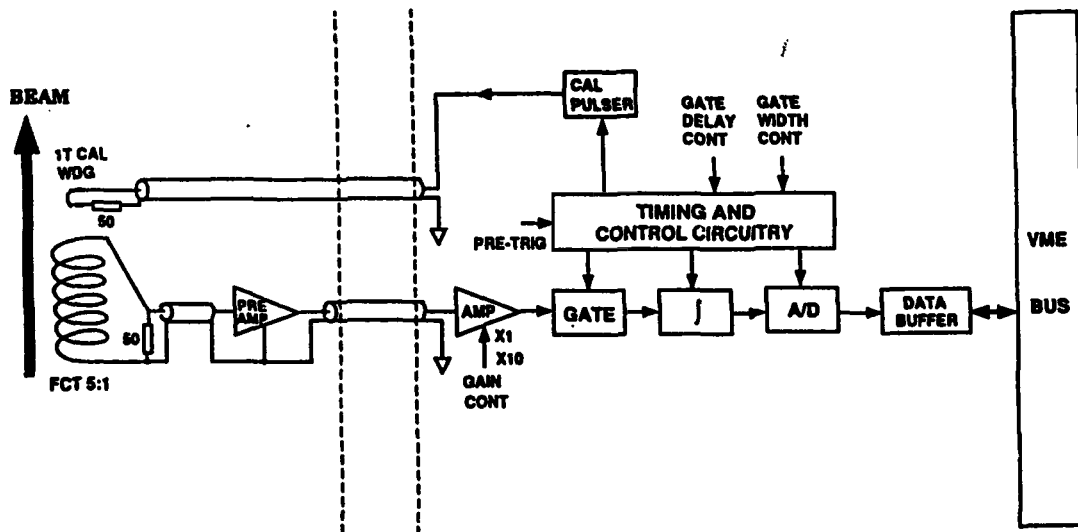 BEAM
1T CAL
WDG
50
CAL
PULSER
GATE
DELAY
CONT
GATE
WIDTH
CONT
TIMING AND
CONTROL CIRCUITRY
PRE-TRIG
VME
BUS
50
FCT 5:1
PRE
AMP
AMP
X1
X10
GAIN
CONT
GATE
∫
A/D
DATA
BUFFER